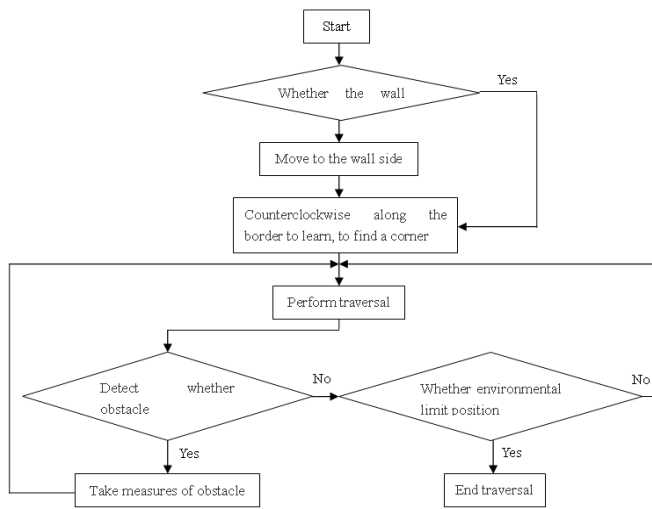 Start
Whether the wall
Yes
Move to the wall side
Counterclockwise along the
border to learn, to find a corner
Perform traversal
Detect whether
obstacle
No
Whether environmental
limit position
No
Yes
Yes
Take measures of obstacle
End traversal